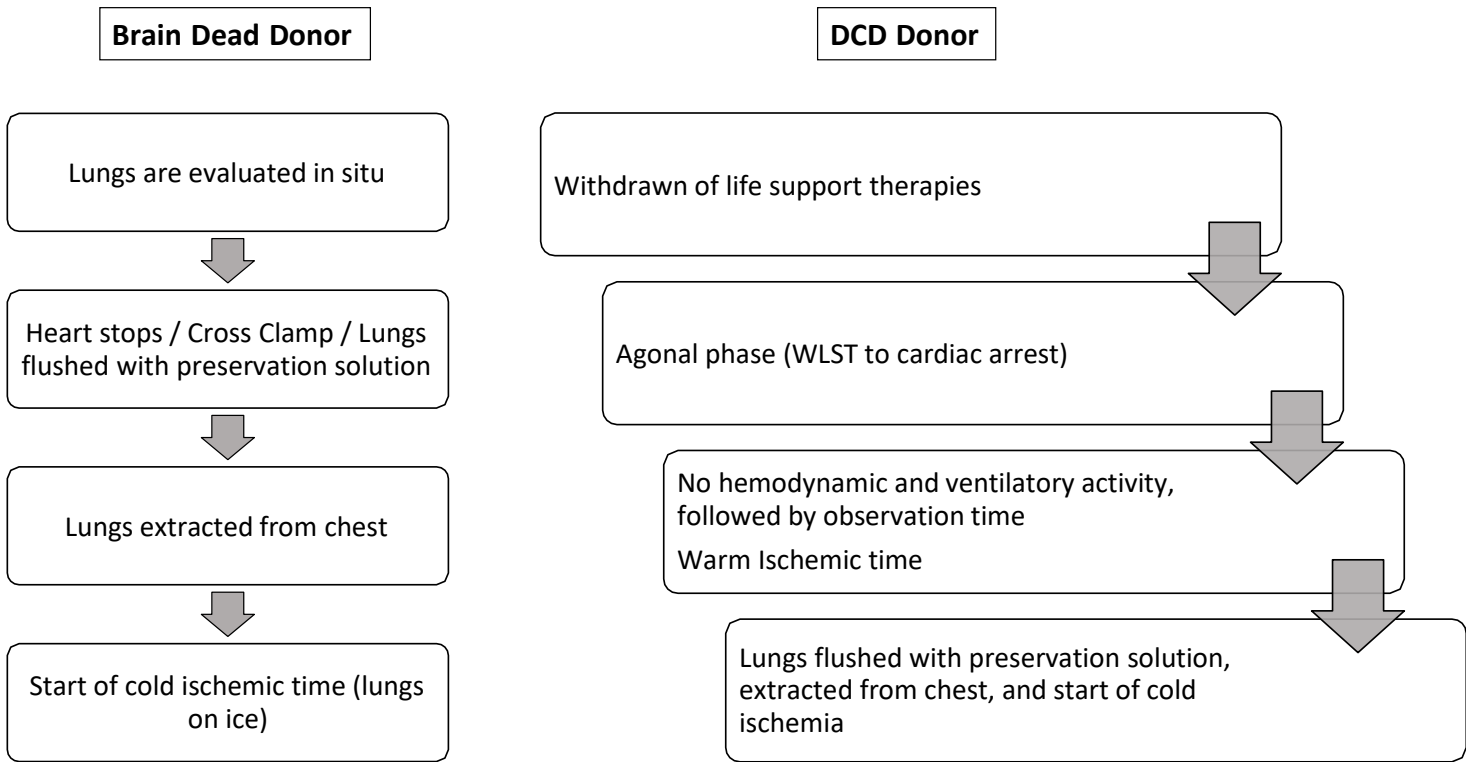 Brain Dead Donor
Lungs are evaluated in situ
Heart stops / Cross Clamp / Lungs
flushed with preservation solution
Lungs extracted from chest
Start of cold ischemic time (lungs
on ice)
DCD Donor
Withdrawn of life support therapies
Agonal phase (WLST to cardiac arrest)
No hemodynamic and ventilatory activity,
followed by observation time
Warm Ischemic time
Lungs flushed with preservation solution,
extracted from chest, and start of cold
ischemia